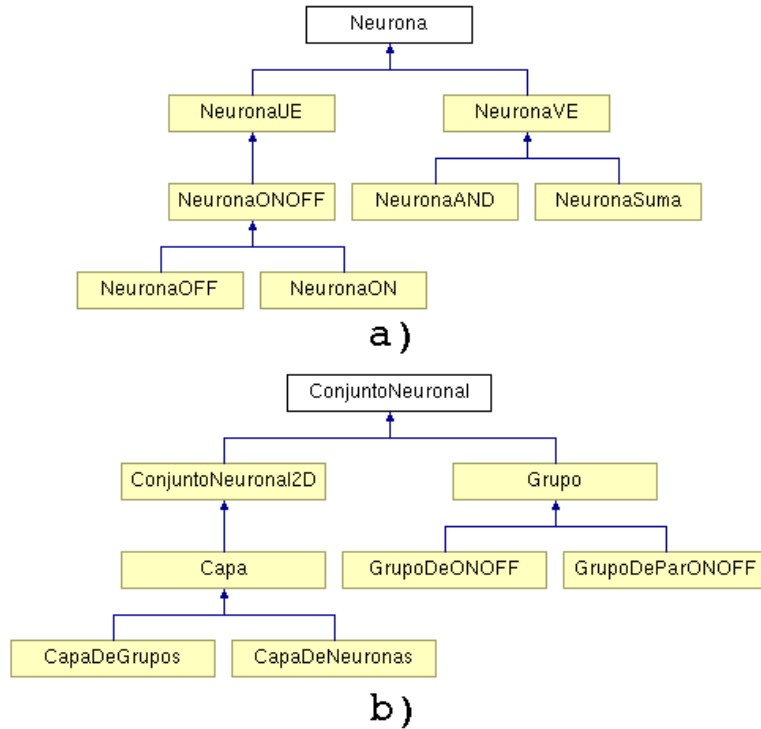 Neurona
NeuronaUE NeuronaVE
NeuronaONOFF NeuronaAND NeuronaSuma
NeuronaOFF NeuronaON
a)
ConjuntoNeuronal
ConjuntoNeuronal2D Grupo
Capa GrupoDeONOFF GrupoDeParONOFF
CapaDeGrupos CapaDeNeuronas
b)